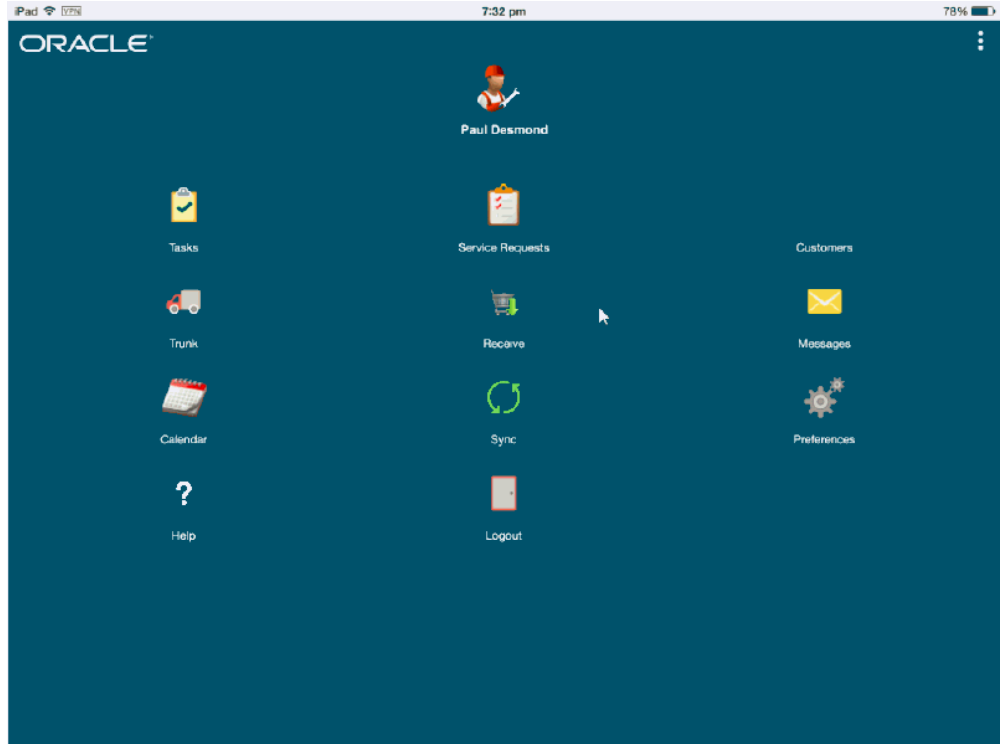 iPad VPN 7:32 pm 78%
ORACLE
Paul Desmond
Tasks Service Requests Customers
Trunk Receive Messages
Calendar Sync Preferences
? Help Logout